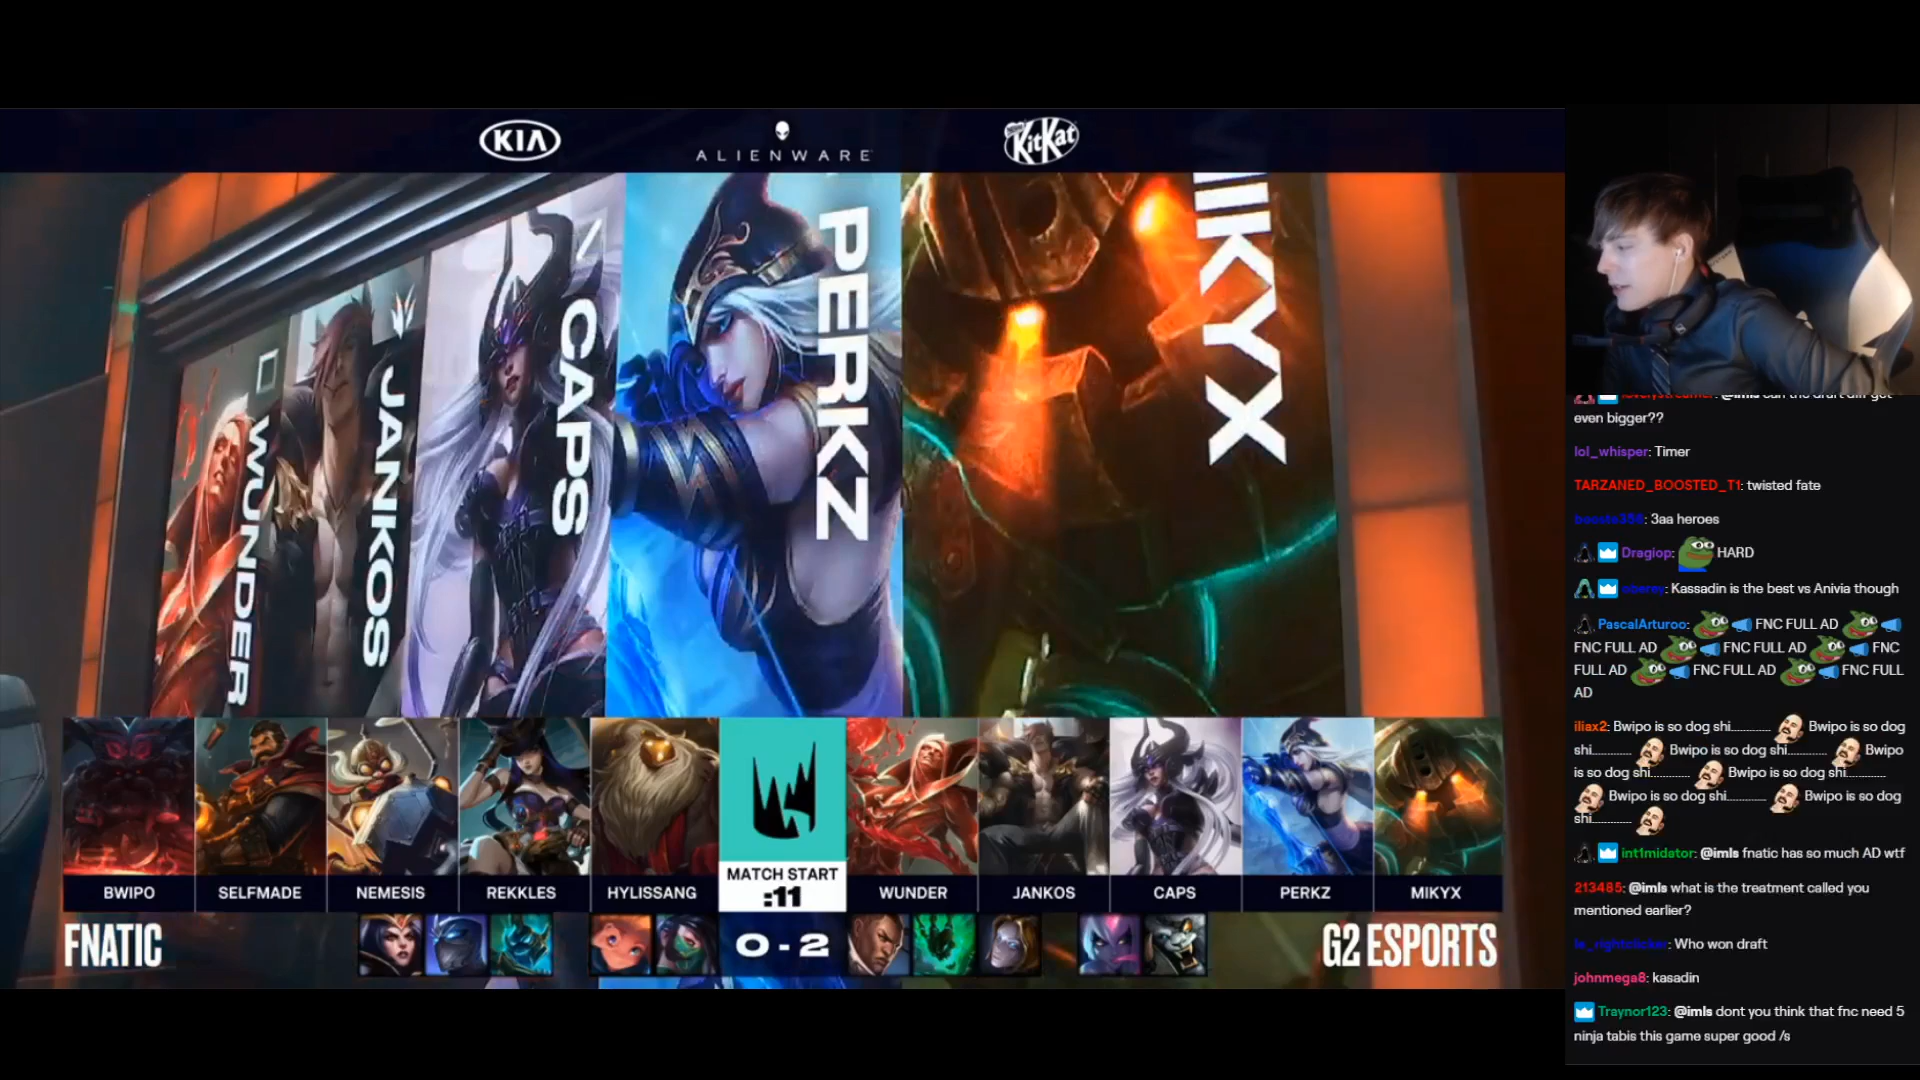 KIA
ALIENWARE
KitKat
WUNDER
JANKOS
CAPS
PERKZ
MIKYX
BWIPO
SELFMADE
NEMESIS
REKKLES
HYLISSANG
MATCH START
:11
WUNDER
JANKOS
CAPS
PERKZ
MIKYX
FNATIC
0 - 2
G2 ESPORTS
@imls can the draft diff get
even bigger??
lol_whisper: Timer
TARZANED_BOOSTED_T1: twisted fate
3aa heroes
Dragiop: HARD
Kassadin is the best vs Anivia though
PascalArturoo: FNC FULL AD
FNC FULL AD FNC FULL AD FNC
FULL AD FNC FULL AD FNC FULL
AD
iliax2: Bwipo is so dog shi............ Bwipo is so dog
shi............ Bwipo is so dog shi............ Bwipo
is so dog shi............ Bwipo is so dog shi............
Bwipo is so dog shi............ Bwipo is so dog
shi............
int1midator: @imls fnatic has so much AD wtf
213485: @imls what is the treatment called you
mentioned earlier?
Who won draft
johnmega8: kasadin
Traynor123: @imls dont you think that fnc need 5
ninja tabis this game super good /s